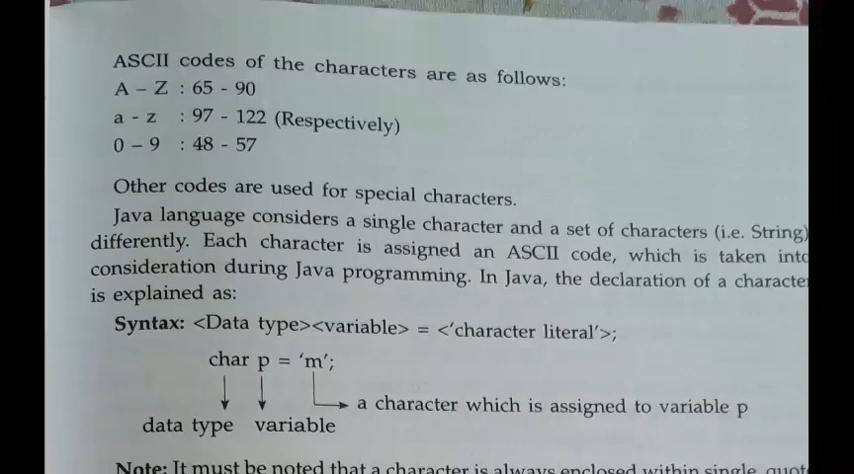 ASCII codes of the characters are as follows:
A – Z : 65 - 90
a - z : 97 - 122 (Respectively)
0 – 9 : 48 - 57
Other codes are used for special characters.
Java language considers a single character and a set of characters (i.e. String)
differently. Each character is assigned an ASCII code, which is taken into
consideration during Java programming. In Java, the declaration of a character
is explained as:
Syntax: <Data type><variable> = <'character literal'>;
char p = 'm';
a character which is assigned to variable p
data type variable
Note: It must be noted that a character is always enclosed within single